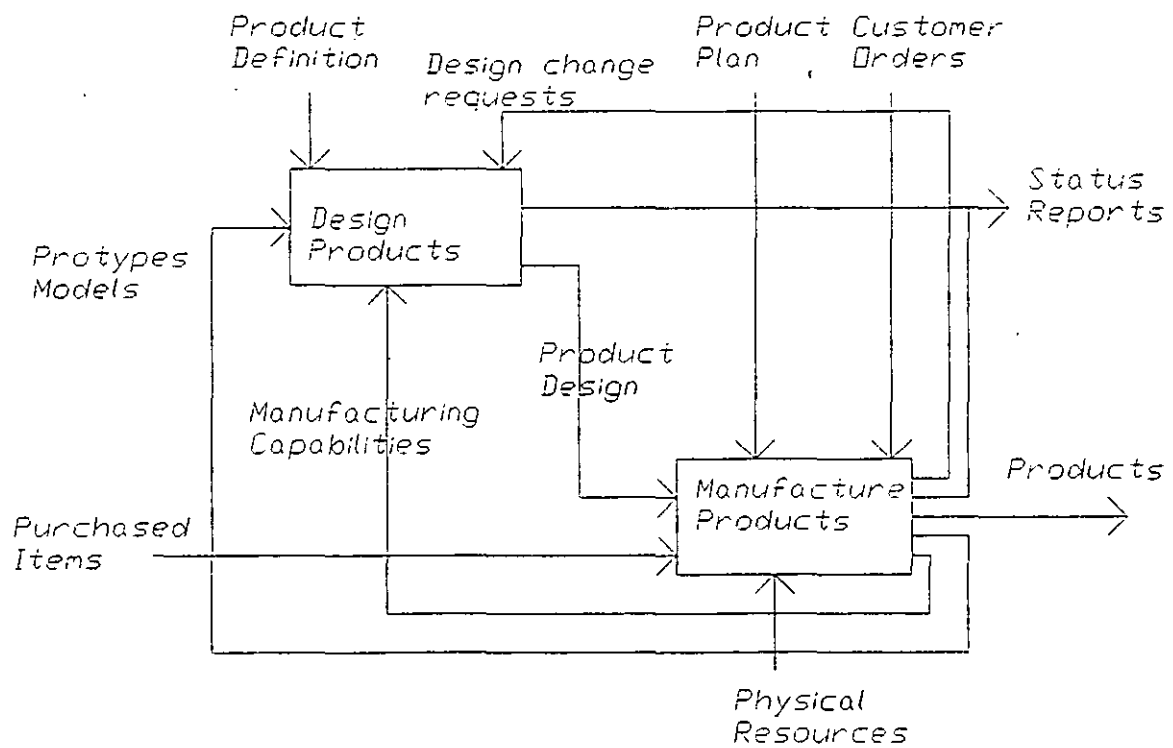 Product
Definition
Design change
requests
Product
Plan
Customer
Orders
Status
Reports
Design
Products
Protypes
Models
Product
Design
Manufacturing
Capabilities
Manufacture
Products
Products
Purchased
Items
Physical
Resources